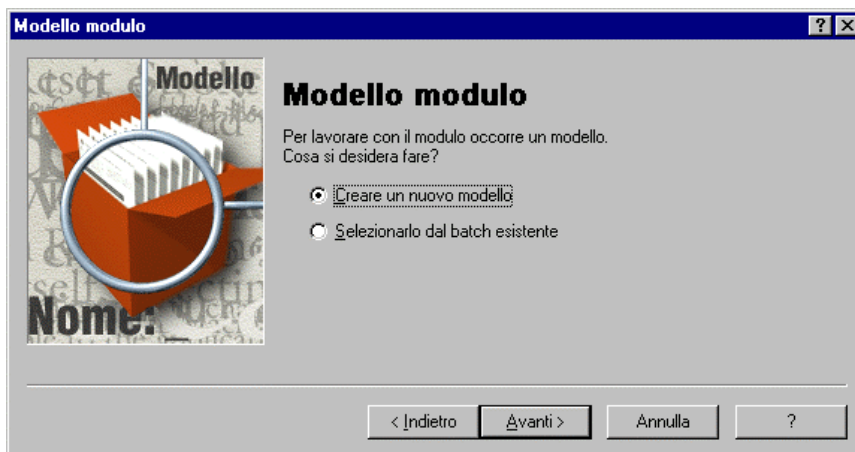 Modello modulo
Modello
Nome:
Modello modulo
Per lavorare con il modulo occorre un modello.
Cosa si desidera fare?
Creare un nuovo modello
Selezionarlo dal batch esistente
< Indietro
Avanti >
Annulla
?